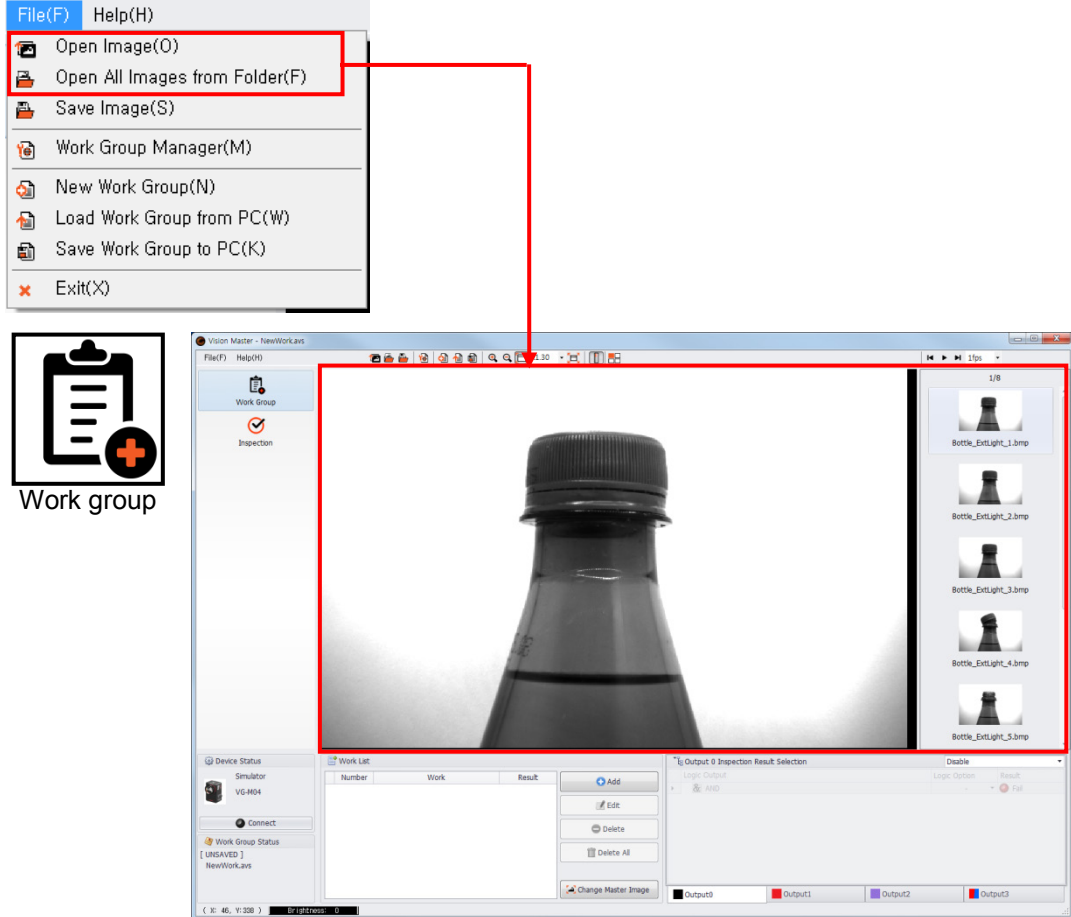 File(F) Help(H)
Open Image(O)
Open All Images from Folder(F)
Save Image(S)
Work Group Manager(M)
New Work Group(N)
Load Work Group from PC(W)
Save Work Group to PC(K)
Exit(X)
Work group
Vision Master - NewWork.avs
File(F) Help(H)
1.30
1fps
Work Group
Inspection
1/8
Bottle_ExtLight_1.bmp
Bottle_ExtLight_2.bmp
Bottle_ExtLight_3.bmp
Bottle_ExtLight_4.bmp
Bottle_ExtLight_5.bmp
Device Status
Simulator
VG-M04
Connect
Work Group Status
[ UNSAVED ]
NewWork.avs
Work List
Number Work Result
Add
Edit
Delete
Delete All
Change Master Image
Output 0 Inspection Result Selection
Disable
Logic Output Logic Option Result
AND - Fail
Output0 Output1 Output2 Output3
( X: 46, Y:338 ) Brightness: 0